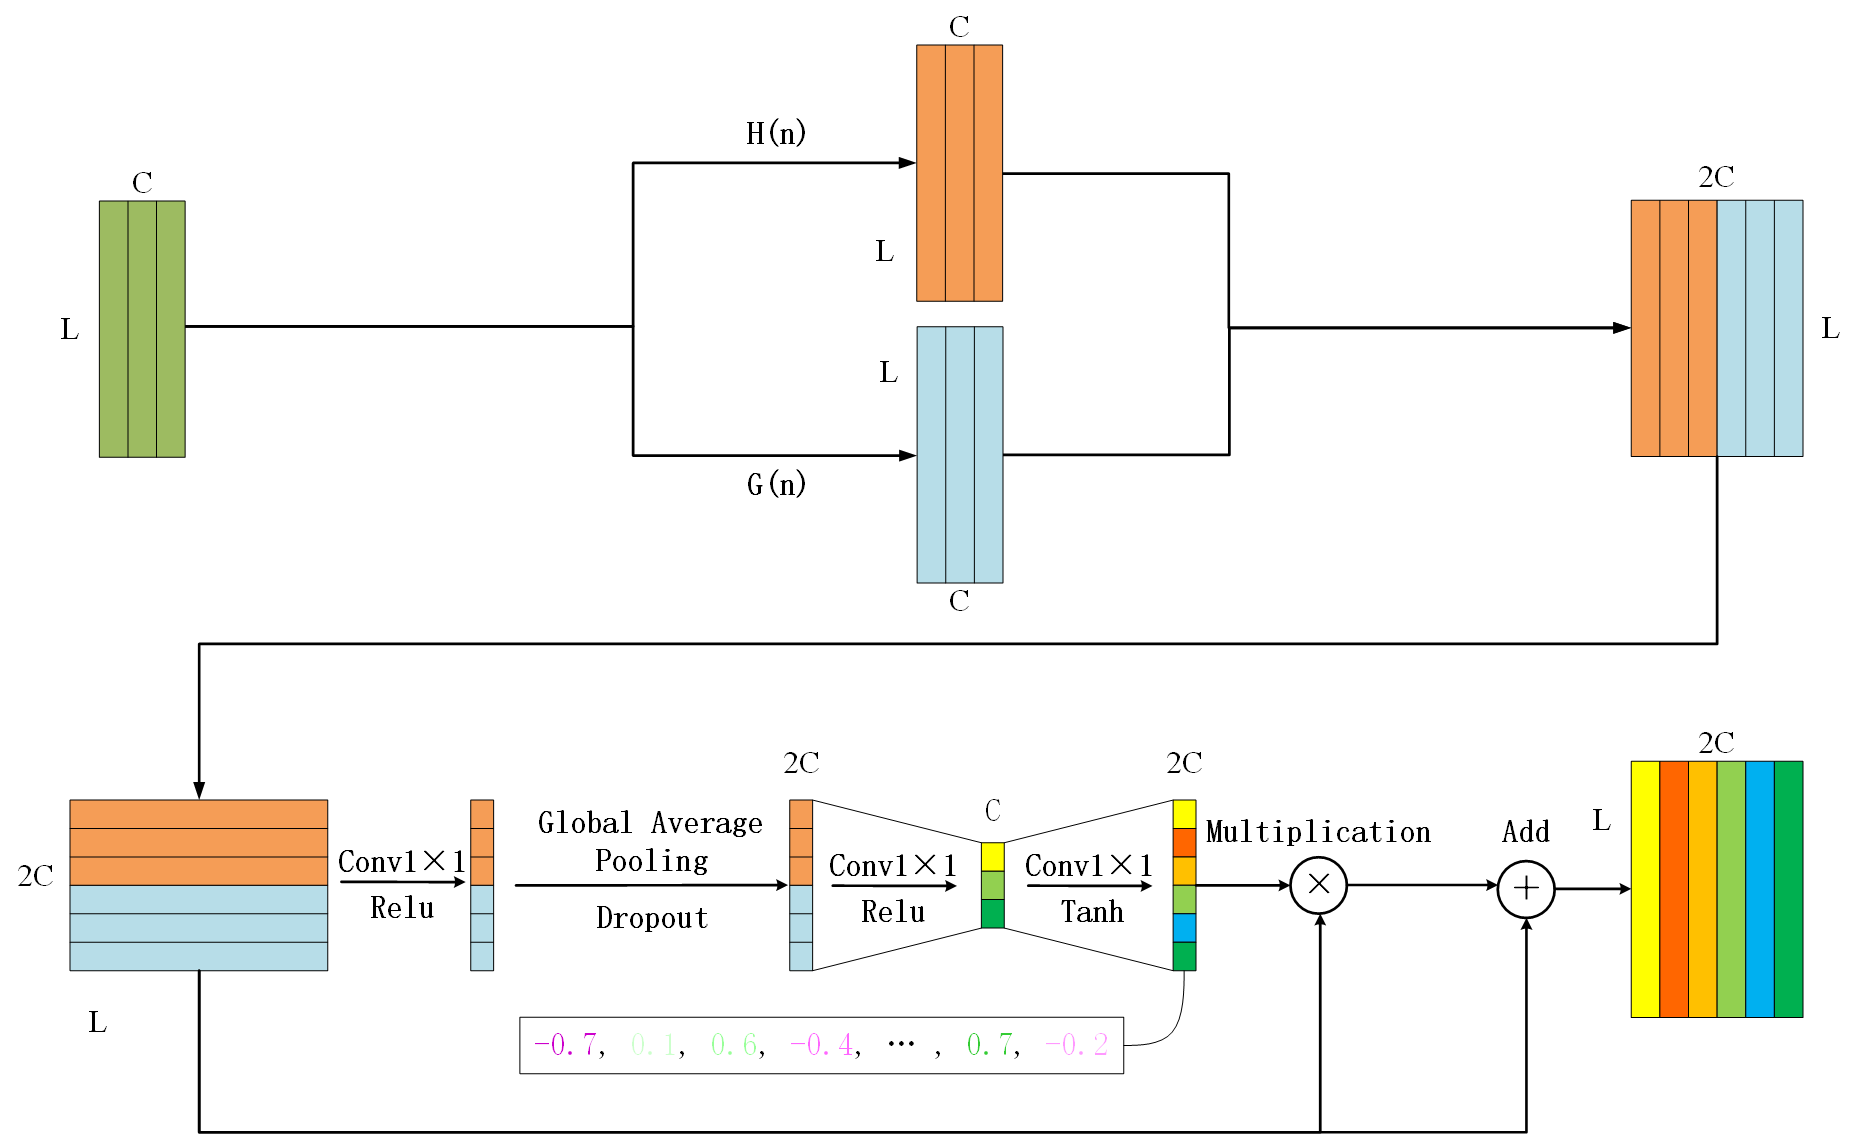 C
H(n)
C
2C
L
L
L
L
G(n)
C
2C
2C
2C
C
L
Global Average
Pooling
Multiplication
Add
Conv1×1
Conv1×1
Conv1×1
2C
Relu
Dropout
Relu
Tanh
×
+
L
-0.7, 0.1, 0.6, -0.4, ··· , 0.7, -0.2